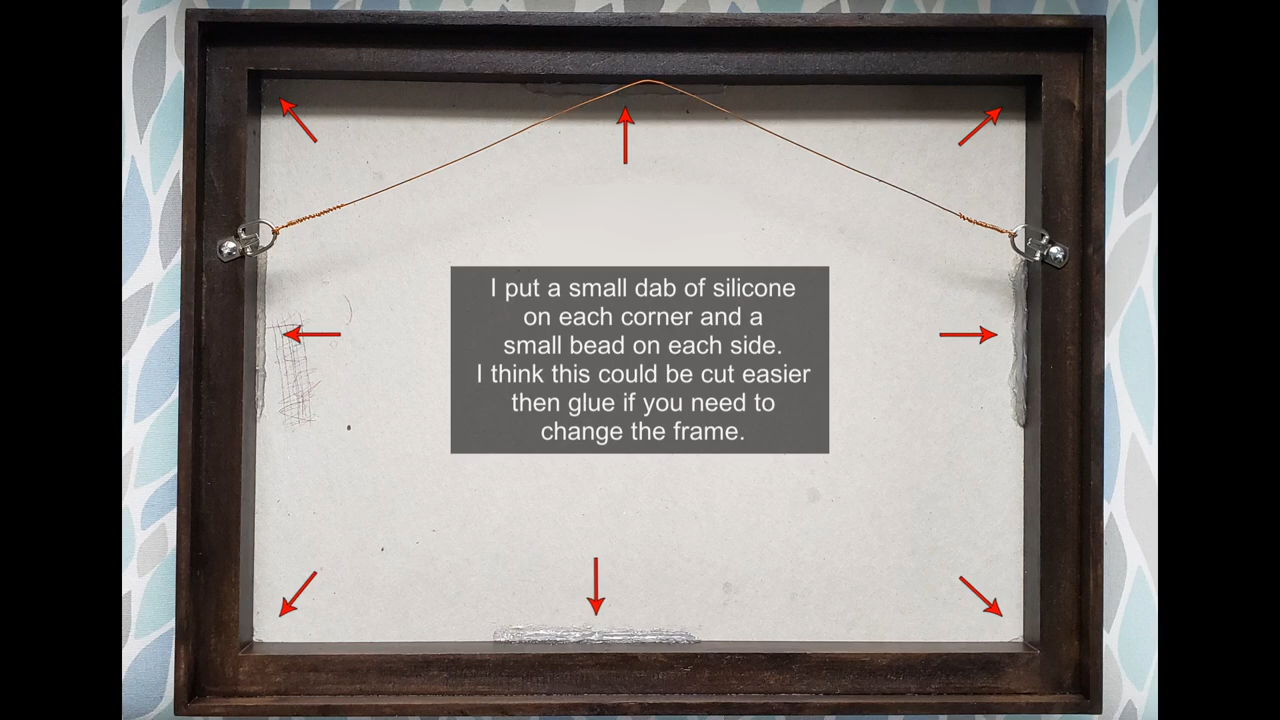 I put a small dab of silicone
on each corner and a
small bead on each side.
I think this could be cut easier
then glue if you need to
change the frame.